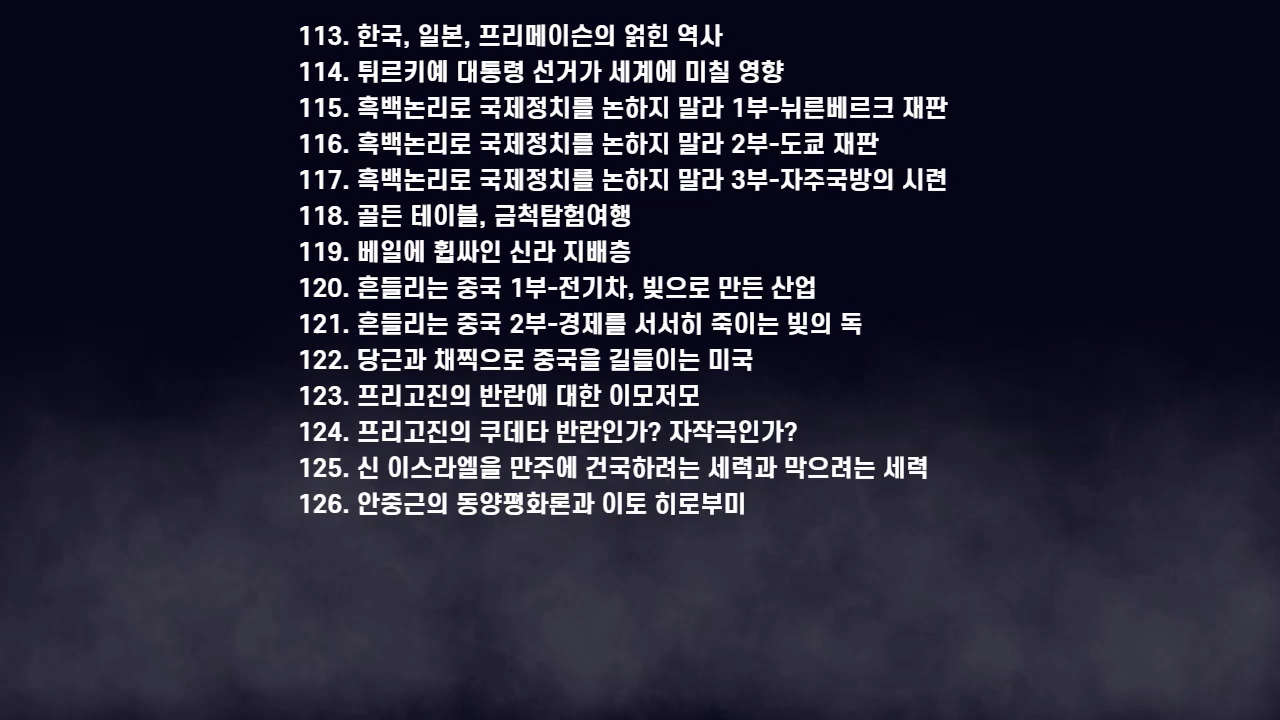 113. 한국, 일본, 프리메이슨의 얽힌 역사
114. 튀르키예 대통령 선거가 세계에 미칠 영향
115. 흑백논리로 국제정치를 논하지 말라 1부-뉘른베르크 재판
116. 흑백논리로 국제정치를 논하지 말라 2부-도쿄 재판
117. 흑백논리로 국제정치를 논하지 말라 3부-자주국방의 시련
118. 골든 테이블, 금척탐험여행
119. 베일에 휩싸인 신라 지배층
120. 흔들리는 중국 1부-전기차, 빚으로 만든 산업
121. 흔들리는 중국 2부-경제를 서서히 죽이는 빚의 독
122. 당근과 채찍으로 중국을 길들이는 미국
123. 프리고진의 반란에 대한 이모저모
124. 프리고진의 쿠데타 반란인가? 자작극인가?
125. 신 이스라엘을 만주에 건국하려는 세력과 막으려는 세력
126. 안중근의 동양평화론과 이토 히로부미